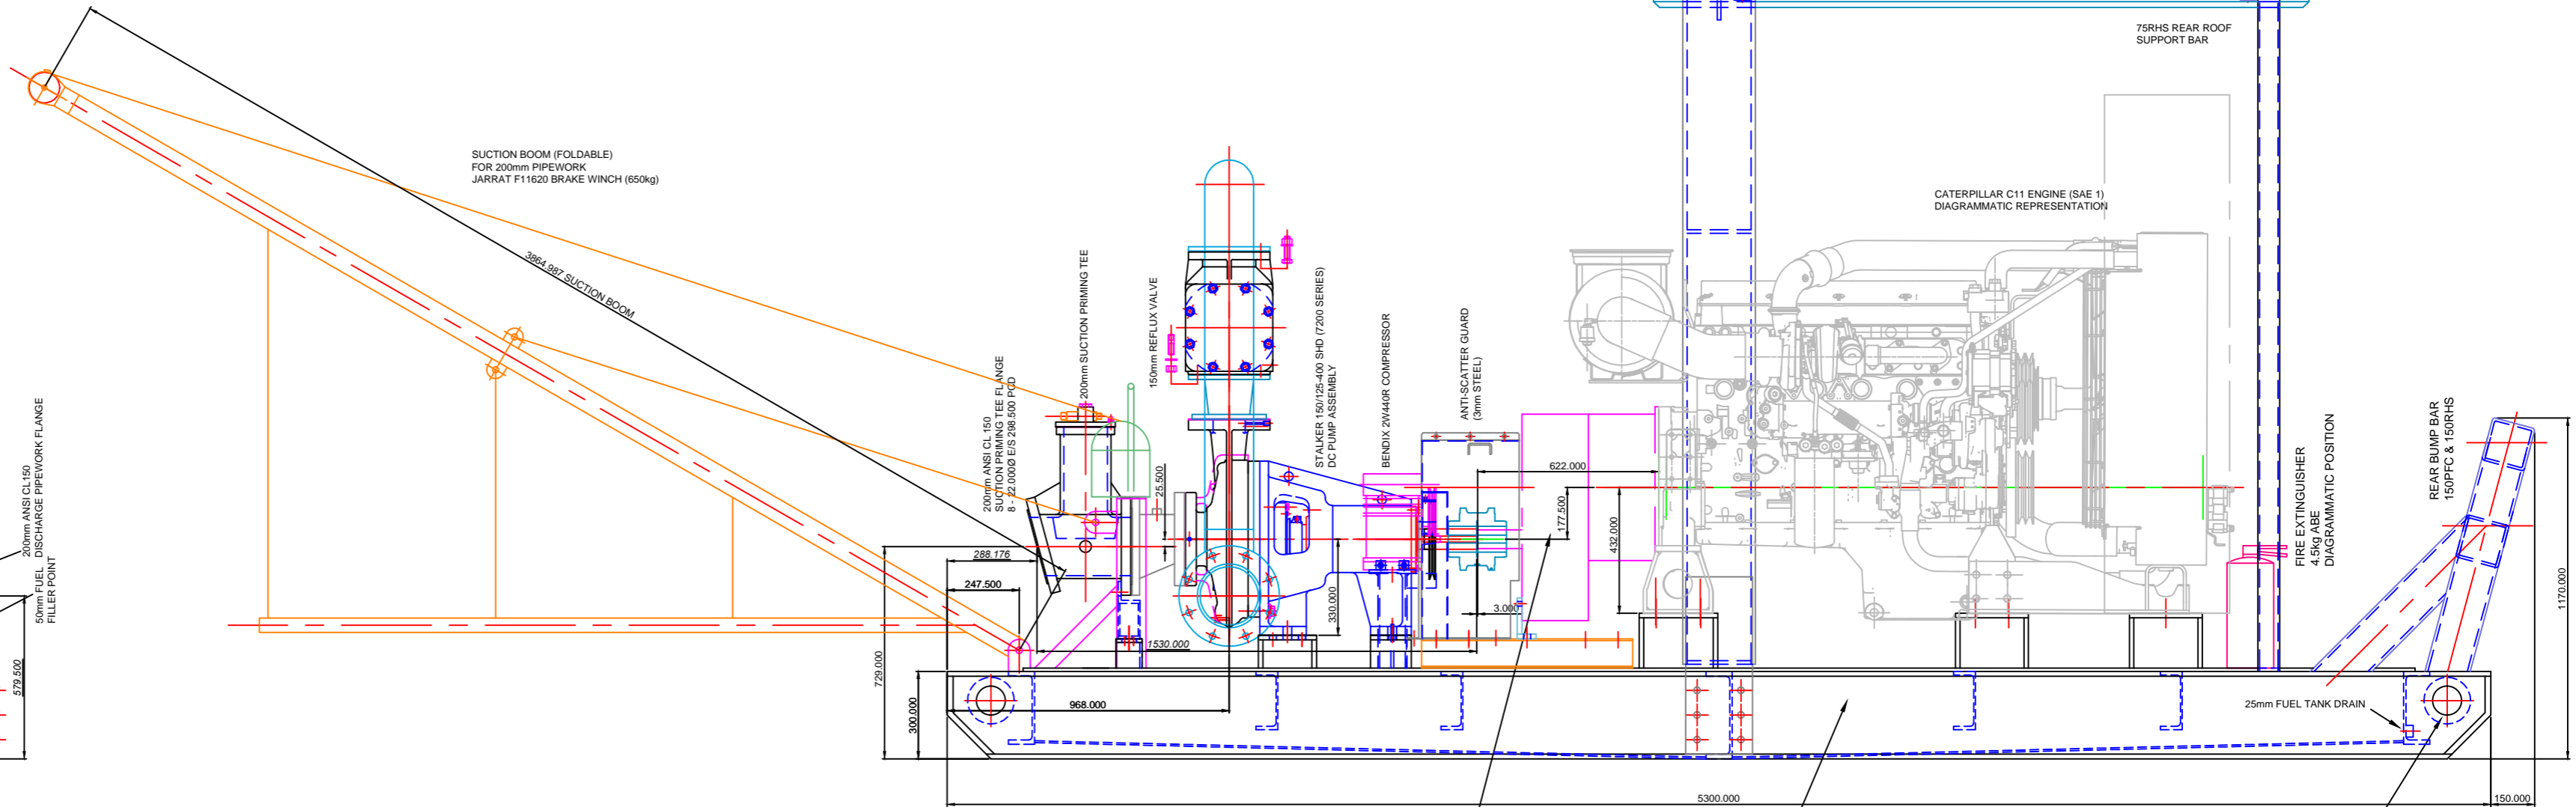 75RHS REAR ROOF
SUPPORT BAR
SUCTION BOOM (FOLDABLE)
FOR 200mm PIPEWORK
JARRAT F11620 BRAKE WINCH (650kg)
CATERPILLAR C11 ENGINE (SAE 1)
DIAGRAMMATIC REPRESENTATION
3864.987 SUCTION BOOM
200mm ANSI CL 150
SUCTION PRIMING TEE FLANGE
8 - 22.000Ø E/S 298.500 PCD
200mm SUCTION PRIMING TEE
150mm REFLUX VALVE
STALKER 150/125-400 SHD (7200 SERIES)
DC PUMP ASSEMBLY
BENDIX 2W440R COMPRESSOR
ANTI-SCATTER GUARD
(3mm STEEL)
200mm ANSI CL150
DISCHARGE PIPEWORK FLANGE
50mm FUEL
FILLER POINT
579.500
25.500
622.000
177.500
432.000
288.176
247.500
330.000
3.000
1530.000
729.000
300.000
968.000
FIRE EXTINGUISHER
4.5kg ABE
DIAGRAMMATIC POSITION
REAR BUMP BAR
150PFC & 150RHS
1170.000
25mm FUEL TANK DRAIN
5300.000
150.000